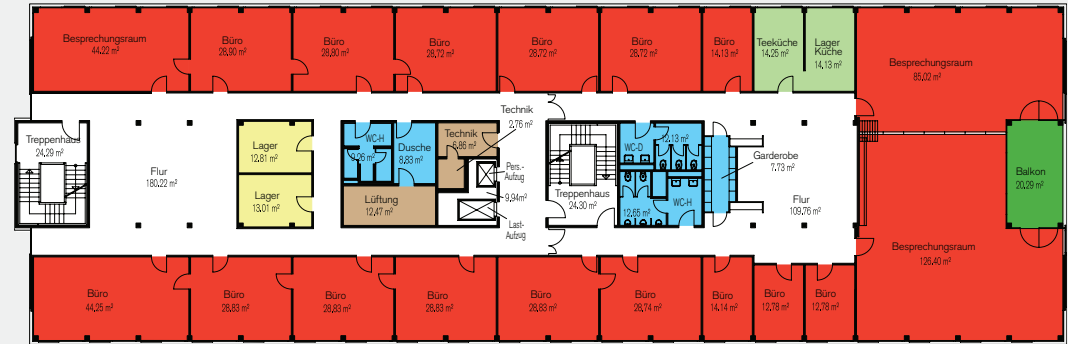 Besprechungsraum
44.22 m²
Büro
28,90 m²
Büro
28,80 m²
Büro
28,72 m²
Büro
28.72 m²
Büro
28.72 m²
Büro
14.13 m²
Teeküche
14.25 m²
Lager
Küche
14,13 m²
Besprechungsraum
85,02 m²
Treppenhaus
24,29 m²
Flur
180.22 m²
Lager
12.81 m²
Lager
13.01 m²
WC-H
9.26 m²
Dusche
8.83 m²
Technik
6.86 m²
Technik
2.76 m²
Lüftung
12,47 m²
Pers.-
Aufzug
9.94m²
Last-
Aufzug
Treppenhaus
24.30 m²
WC-D
12.13 m²
12.65 m²
WC-H
Garderobe
7.73 m²
Flur
109.76 m²
Balkon
20.29 m²
Besprechungsraum
126,40 m²
Büro
44,25 m²
Büro
28.83 m²
Büro
28,83 m²
Büro
28.83 m²
Büro
28.83 m²
Büro
28.74 m²
Büro
14.14 m²
Büro
12,78 m²
Büro
12,78 m²